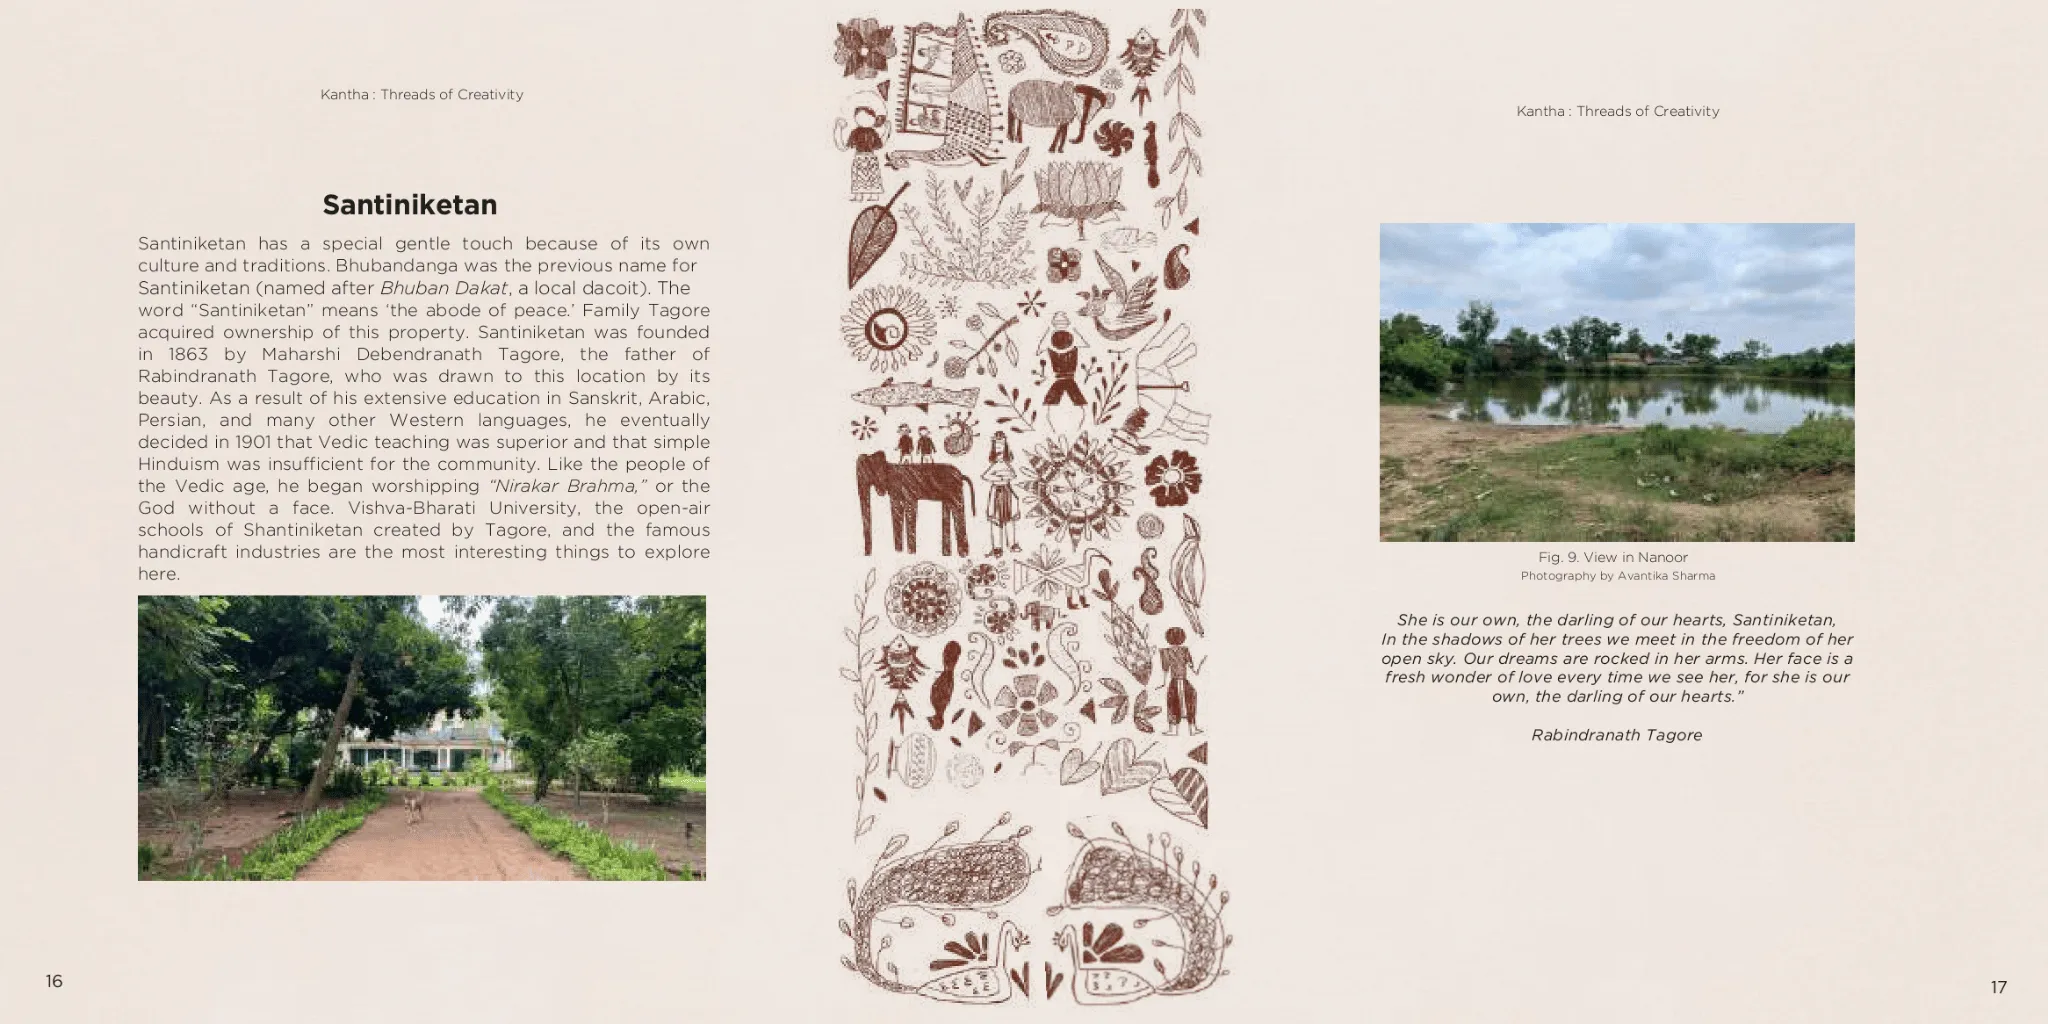 Kantha : Threads of Creativity
Santiniketan
Santiniketan has a special gentle touch because of its own
culture and traditions. Bhubandanga was the previous name for
Santiniketan (named after Bhuban Dakat, a local dacoit). The
word “Santiniketan” means ‘the abode of peace.’ Family Tagore
acquired ownership of this property. Santiniketan was founded
in 1863 by Maharshi Debendranath Tagore, the father of
Rabindranath Tagore, who was drawn to this location by its
beauty. As a result of his extensive education in Sanskrit, Arabic,
Persian, and many other Western languages, he eventually
decided in 1901 that Vedic teaching was superior and that simple
Hinduism was insufficient for the community. Like the people of
the Vedic age, he began worshipping “Nirakar Brahma,” or the
God without a face. Vishva-Bharati University, the open-air
schools of Shantiniketan created by Tagore, and the famous
handicraft industries are the most interesting things to explore
here.
16
Kantha : Threads of Creativity
Fig. 9. View in Nanoor
Photography by Avantika Sharma
She is our own, the darling of our hearts, Santiniketan,
In the shadows of her trees we meet in the freedom of her
open sky. Our dreams are rocked in her arms. Her face is a
fresh wonder of love every time we see her, for she is our
own, the darling of our hearts.”
Rabindranath Tagore
17